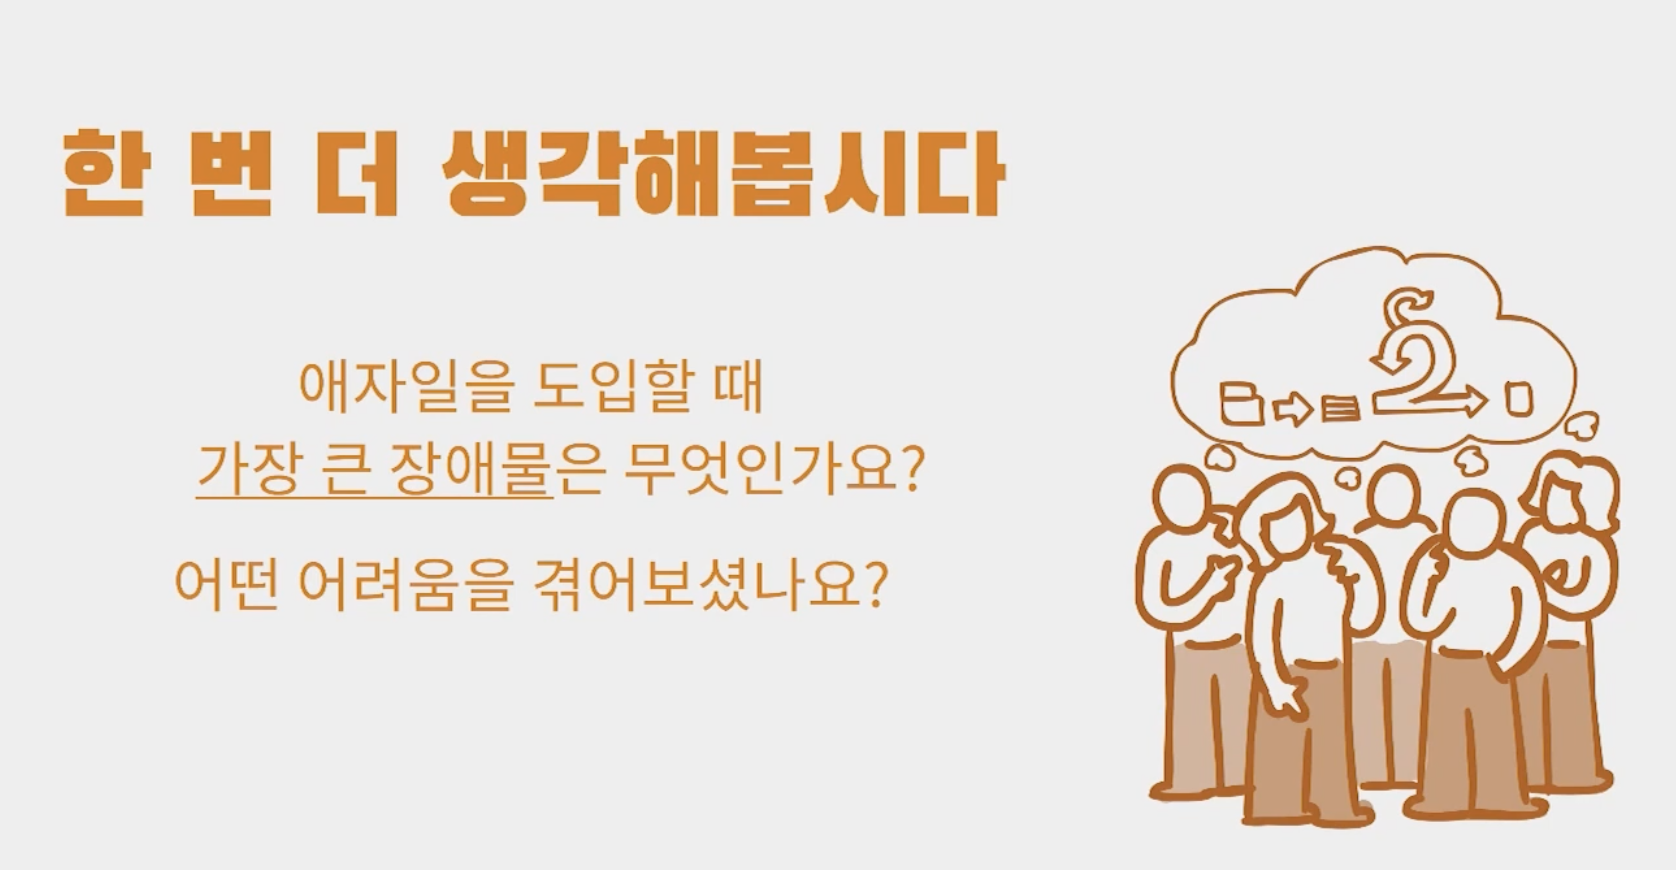 한 번 더 생각해봅시다
애자일을 도입할 때
가장 큰 장애물은 무엇인가요?
어떤 어려움을 겪어보셨나요?